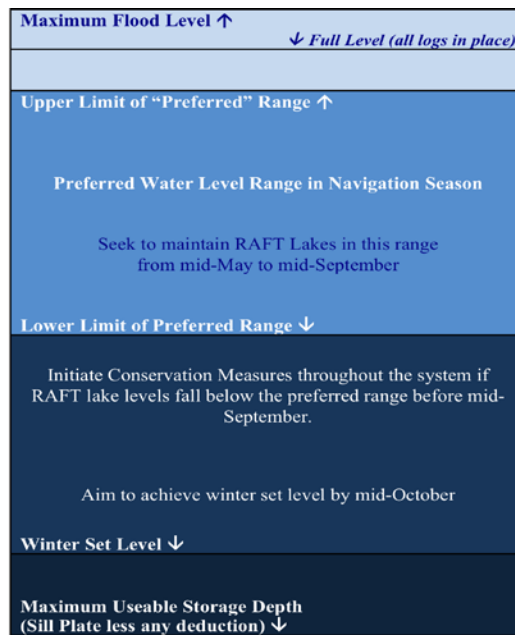 Maximum Flood Level ↑
↓ Full Level (all logs in place)
Upper Limit of “Preferred” Range ↑
Preferred Water Level Range in Navigation Season
Seek to maintain RAFT Lakes in this range
from mid-May to mid-September
Lower Limit of Preferred Range ↓
Initiate Conservation Measures throughout the system if
RAFT lake levels fall below the preferred range before mid-
September.
Aim to achieve winter set level by mid-October
Winter Set Level ↓
Maximum Useable Storage Depth
(Sill Plate less any deduction) ↓